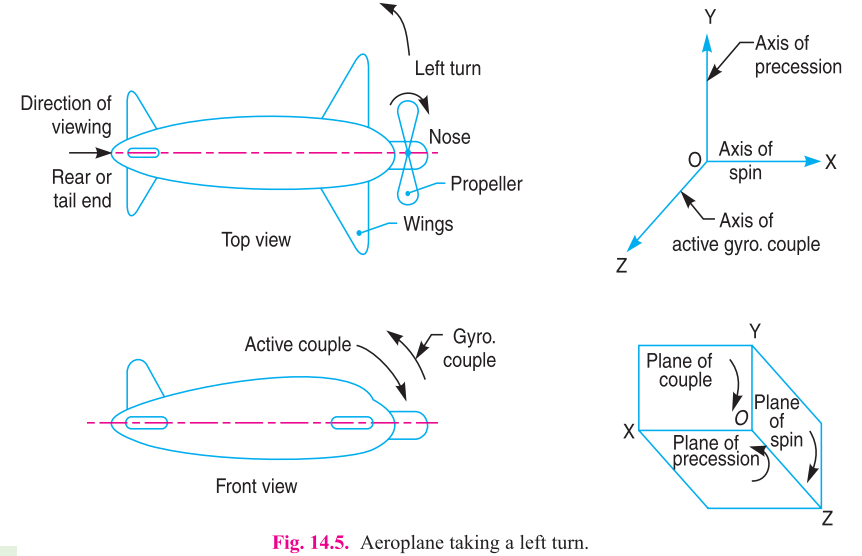 Y
Axis of
precession
Left turn
Direction of
viewing
Nose
Axis of
spin
O
X
Rear or
tail end
Propeller
Wings
Top view
Axis of
active gyro. couple
Z
Active couple
Gyro.
couple
Front view
Y
Plane of
couple
O
Plane
of
spin
X
Plane of
precession
Z
Fig. 14.5. Aeroplane taking a left turn.